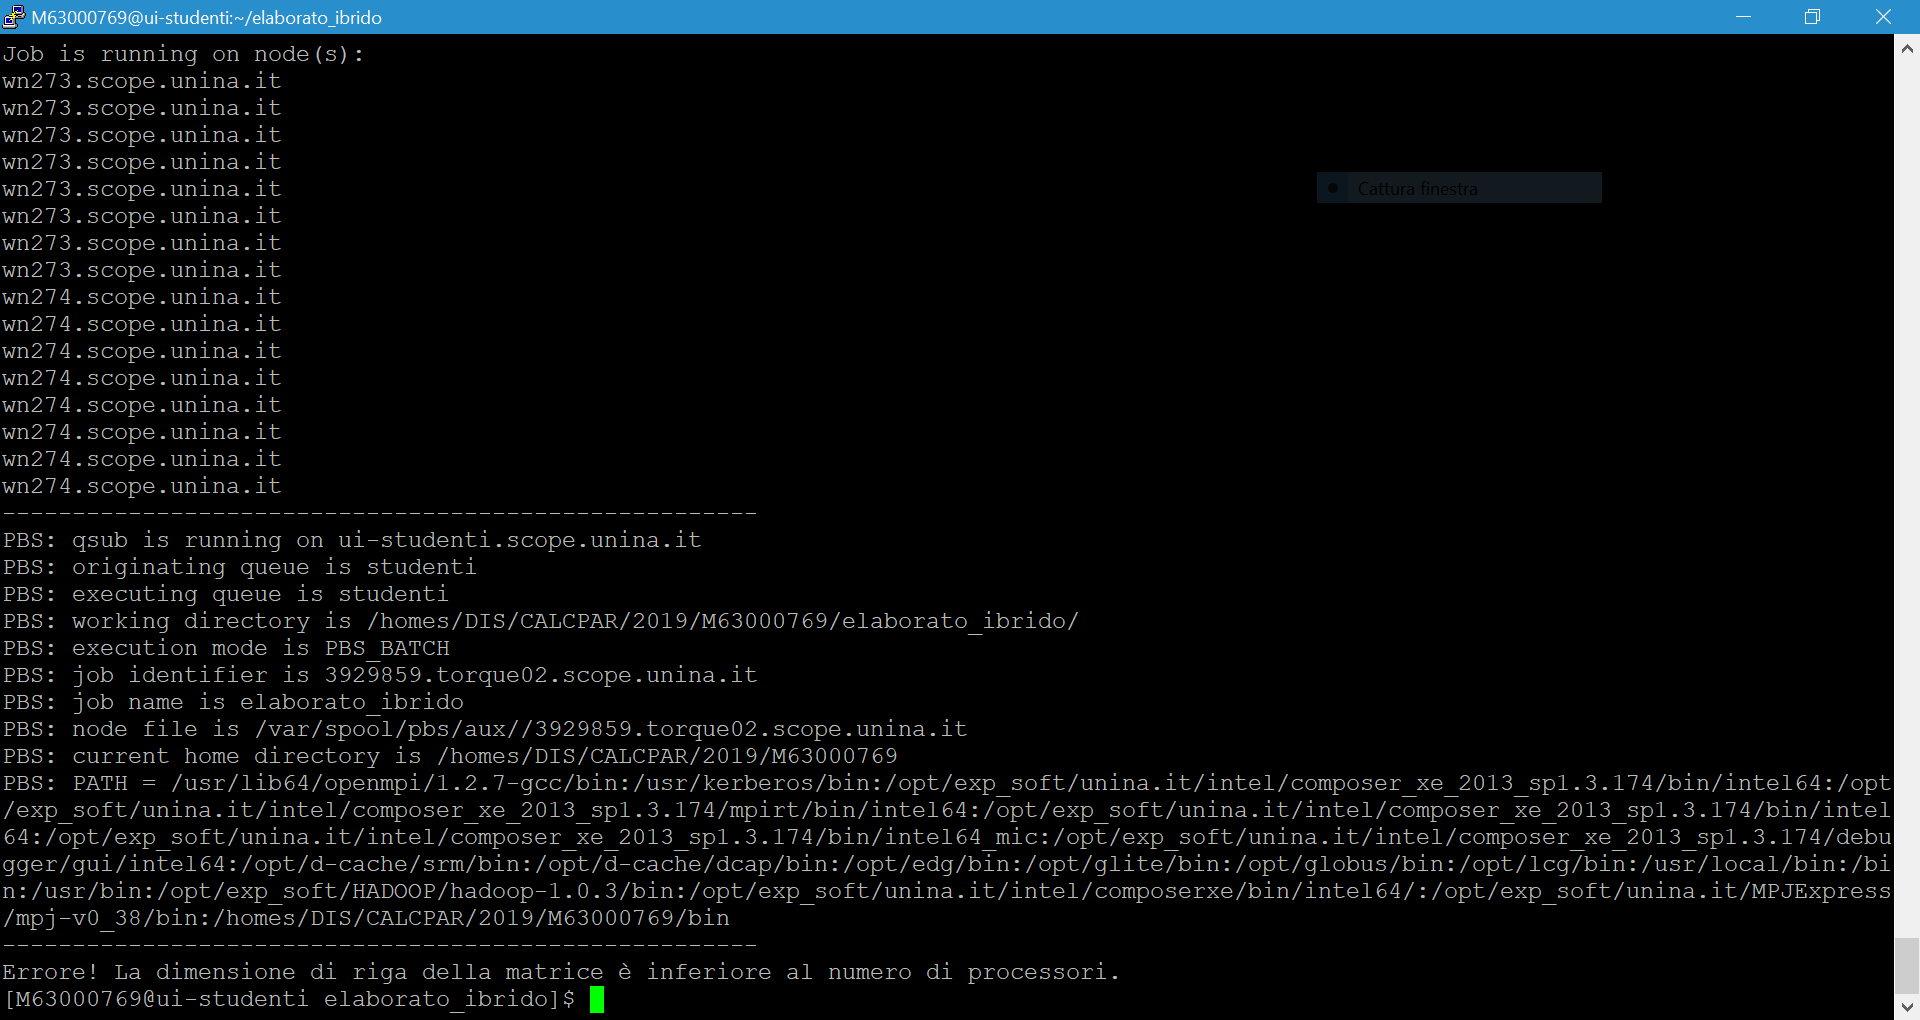 M63000769@ui-studenti:~/elaborato_ibrido
Job is running on node(s):
wn273.scope.unina.it
wn273.scope.unina.it
wn273.scope.unina.it
wn273.scope.unina.it
wn273.scope.unina.it
wn273.scope.unina.it
wn273.scope.unina.it
wn273.scope.unina.it
wn274.scope.unina.it
wn274.scope.unina.it
wn274.scope.unina.it
wn274.scope.unina.it
wn274.scope.unina.it
wn274.scope.unina.it
wn274.scope.unina.it
wn274.scope.unina.it
Cattura finestra
------------------------------------------------------
PBS: qsub is running on ui-studenti.scope.unina.it
PBS: originating queue is studenti
PBS: executing queue is studenti
PBS: working directory is /homes/DIS/CALCPAR/2019/M63000769/elaborato_ibrido/
PBS: execution mode is PBS_BATCH
PBS: job identifier is 3929859.torque02.scope.unina.it
PBS: job name is elaborato_ibrido
PBS: node file is /var/spool/pbs/aux//3929859.torque02.scope.unina.it
PBS: current home directory is /homes/DIS/CALCPAR/2019/M63000769
PBS: PATH = /usr/lib64/openmpi/1.2.7-gcc/bin:/usr/kerberos/bin:/opt/exp_soft/unina.it/intel/composer_xe_2013_sp1.3.174/bin/intel64:/opt
/exp_soft/unina.it/intel/composer_xe_2013_sp1.3.174/mpirt/bin/intel64:/opt/exp_soft/unina.it/intel/composer_xe_2013_sp1.3.174/bin/intel
64:/opt/exp_soft/unina.it/intel/composer_xe_2013_sp1.3.174/bin/intel64_mic:/opt/exp_soft/unina.it/intel/composer_xe_2013_sp1.3.174/debu
gger/gui/intel64:/opt/d-cache/srm/bin:/opt/d-cache/dcap/bin:/opt/edg/bin:/opt/glite/bin:/opt/globus/bin:/opt/lcg/bin:/usr/local/bin:/bi
n:/usr/bin:/opt/exp_soft/HADOOP/hadoop-1.0.3/bin:/opt/exp_soft/unina.it/intel/composerxe/bin/intel64/:/opt/exp_soft/unina.it/MPJExpress
/mpj-v0_38/bin:/homes/DIS/CALCPAR/2019/M63000769/bin
------------------------------------------------------
Errore! La dimensione di riga della matrice è inferiore al numero di processori.
[M63000769@ui-studenti elaborato_ibrido]$